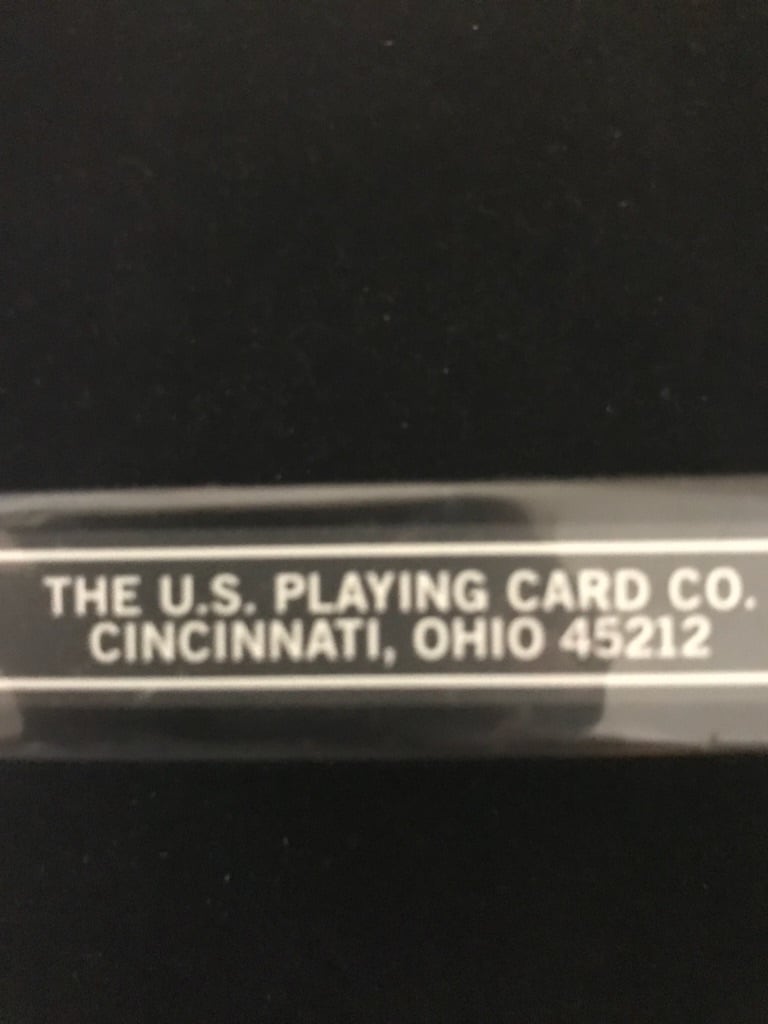 THE U.S. PLAYING CARD CO.
CINCINNATI, OHIO 45212